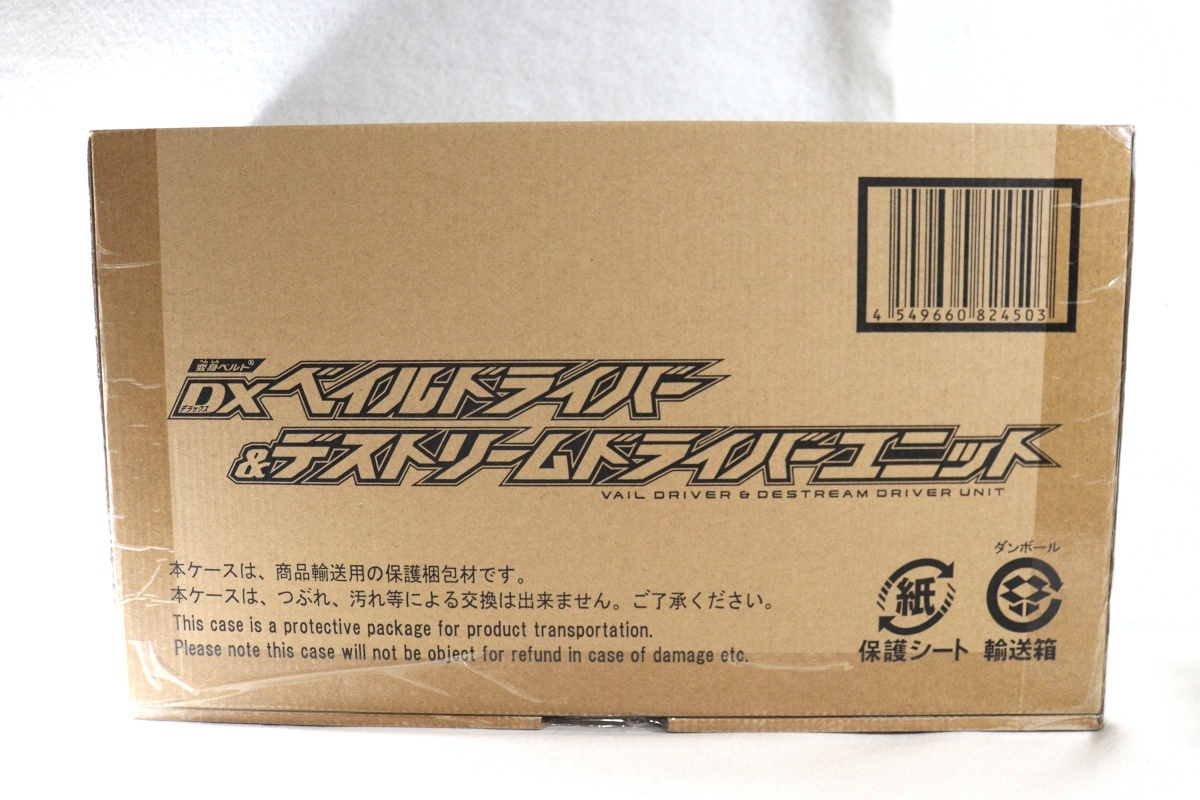 4 549660 824503
へん しん
変身ベルト®
DXベイルドライバー
デラックス
&デストリームドライバーユニット
VAIL DRIVER & DESTREAM DRIVER UNIT
本ケースは、商品輸送用の保護梱包材です。
本ケースは、つぶれ、汚れ等による交換は出来ません。ご了承ください。
This case is a protective package for product transportation.
Please note this case will not be object for refund in case of damage etc.
紙
保護シート
ダンボール
輸送箱